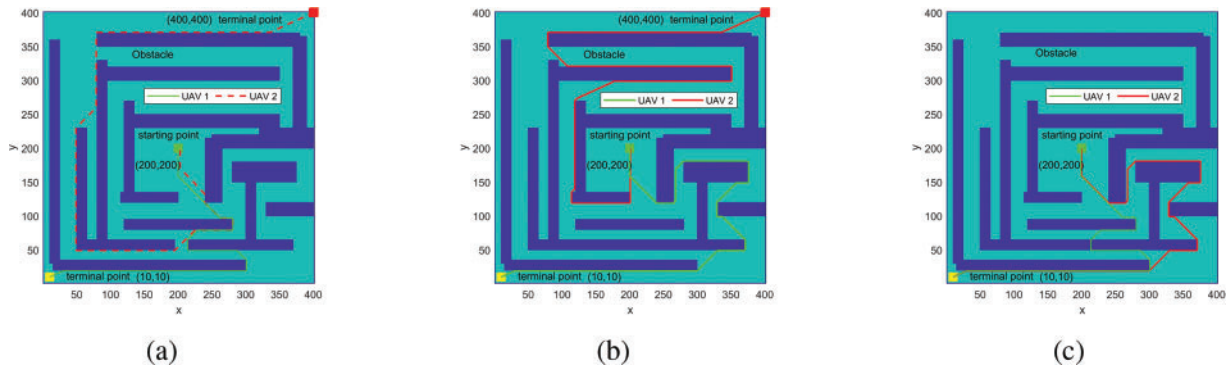 (400,400) terminal point
Obstacle
UAV 1 UAV 2
starting point
(200,200)
terminal point (10,10)
y
400
350
300
250
200
150
100
50
50 100 150 200 250 300 350 400
x
(a)
(400,400) terminal point
Obstacle
UAV 1 UAV 2
starting point
(200,200)
terminal point (10,10)
y
400
350
300
250
200
150
100
50
50 100 150 200 250 300 350 400
x
(b)
Obstacle
UAV 1 UAV 2
starting point
(200,200)
terminal point (10,10)
y
400
350
300
250
200
150
100
50
50 100 150 200 250 300 350 400
x
(c)